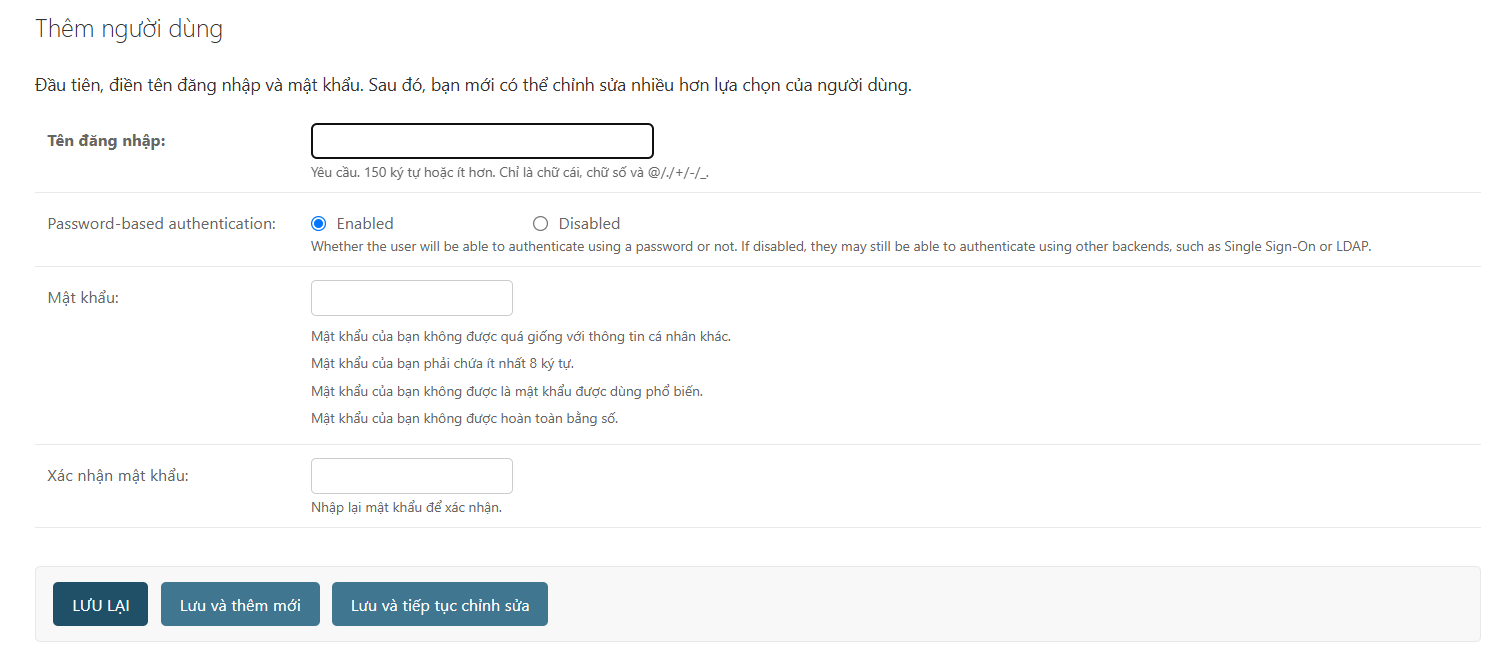 Thêm người dùng
Đầu tiên, điền tên đăng nhập và mật khẩu. Sau đó, bạn mới có thể chỉnh sửa nhiều hơn lựa chọn của người dùng.
Tên đăng nhập:
Yêu cầu. 150 ký tự hoặc ít hơn. Chỉ là chữ cái, chữ số và @/./+/-/_.
Password-based authentication:
Enabled
Disabled
Whether the user will be able to authenticate using a password or not. If disabled, they may still be able to authenticate using other backends, such as Single Sign-On or LDAP.
Mật khẩu:
Mật khẩu của bạn không được quá giống với thông tin cá nhân khác.
Mật khẩu của bạn phải chứa ít nhất 8 ký tự.
Mật khẩu của bạn không được là mật khẩu được dùng phổ biến.
Mật khẩu của bạn không được hoàn toàn bằng số.
Xác nhận mật khẩu:
Nhập lại mật khẩu để xác nhận.
LƯU LẠI
Lưu và thêm mới
Lưu và tiếp tục chỉnh sửa